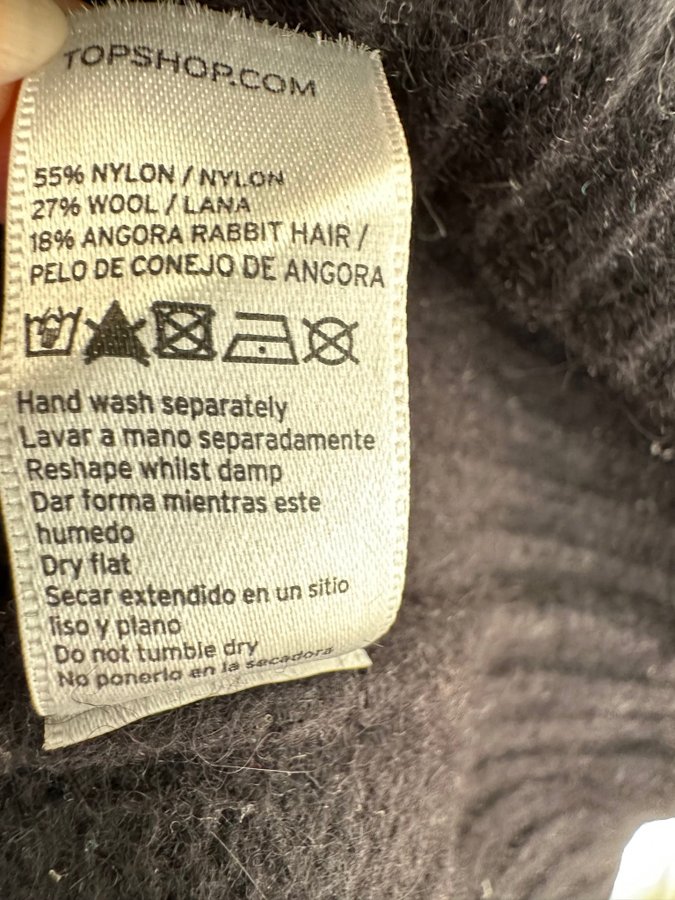 TOPSHOP.COM
55% NYLON / NYLON
27% WOOL / LANA
18% ANGORA RABBIT HAIR /
PELO DE CONEJO DE ANGORA
Hand wash separately
Lavar a mano separadamente
Reshape whilst damp
Dar forma mientras este
humedo
Dry flat
Secar extendido en un sitio
liso y plano
Do not tumble dry
No ponerlo en la secadora